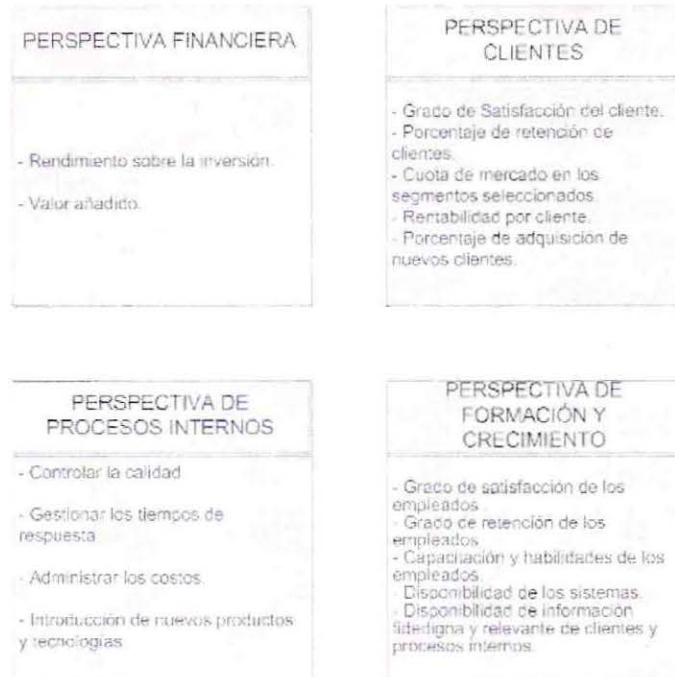 PERSPECTIVA FINANCIERA
- Rendimiento sobre la inversión.
- Valor añadido.
PERSPECTIVA DE
CLIENTES
- Grado de Satisfacción del cliente.
- Porcentaje de retención de
clientes.
- Cuota de mercado en los
segmentos seleccionados.
- Rentabilidad por cliente.
- Porcentaje de adquisición de
nuevos clientes.
PERSPECTIVA DE
PROCESOS INTERNOS
- Controlar la calidad
- Gestionar los tiempos de
respuesta
- Administrar los costos.
- Introducción de nuevos productos
y tecnologías
PERSPECTIVA DE
FORMACIÓN Y
CRECIMIENTO
- Grado de satisfacción de los
empleados.
- Grado de retención de los
empleados
- Capacitación y habilidades de los
empleados.
- Disponibilidad de los sistemas.
- Disponibilidad de información
fidedigna y relevante de clientes y
procesos internos.